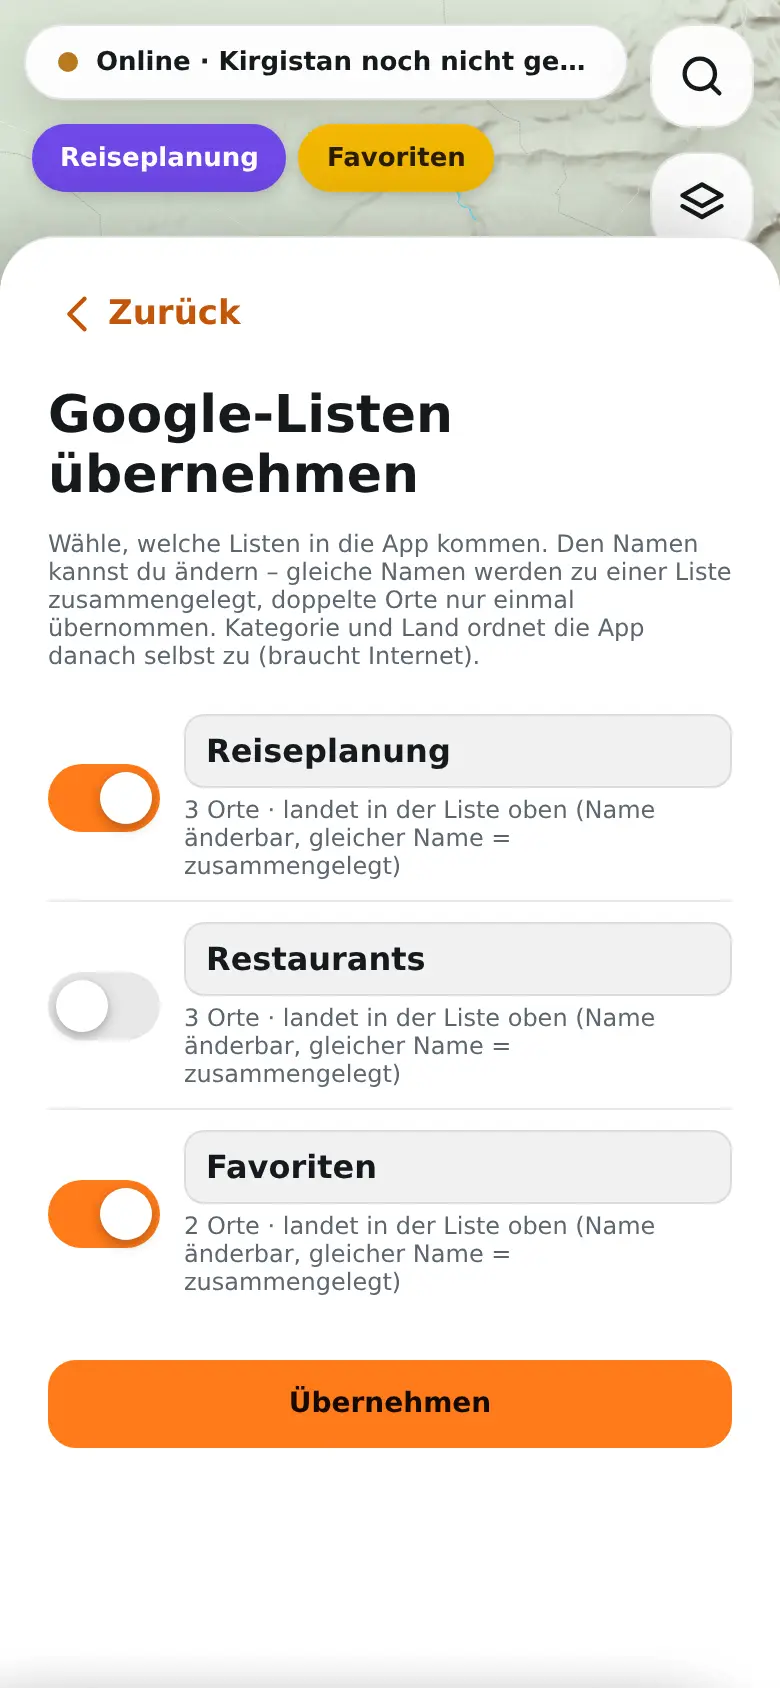 Online · Kirgistan noch nicht ge…
Reiseplanung
Favoriten
Zurück
Google-Listen
übernehmen
Wähle, welche Listen in die App kommen. Den Namen
kannst du ändern – gleiche Namen werden zu einer Liste
zusammengelegt, doppelte Orte nur einmal
übernommen. Kategorie und Land ordnet die App
danach selbst zu (braucht Internet).
Reiseplanung
3 Orte · landet in der Liste oben (Name
änderbar, gleicher Name =
zusammengelegt)
Restaurants
3 Orte · landet in der Liste oben (Name
änderbar, gleicher Name =
zusammengelegt)
Favoriten
2 Orte · landet in der Liste oben (Name
änderbar, gleicher Name =
zusammengelegt)
Übernehmen